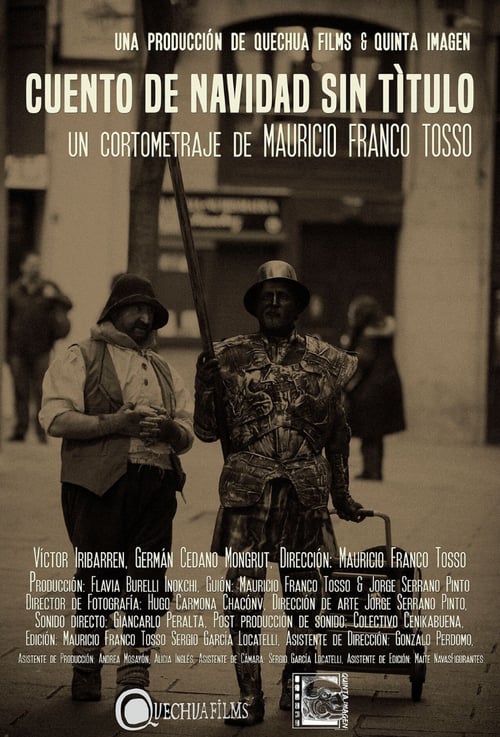 UNA PRODUCCIÓN DE QUECHUA FILMS & QUINTA IMAGEN
CUENTO DE NAVIDAD SIN TÌTULO
UN CORTOMETRAJE DE MAURICIO FRANCO TOSSO
VÍCTOR IRIBARREN, GERMÁN CEDANO MONGRUT, DIRECCIÓN: MAURICIO FRANCO TOSSO
PRODUCCIÓN: FLAVIA BURELLI INOKCHI, GUIÓN: MAURICIO FRANCO TOSSO & JORGE SERRANO PINTO
DIRECTOR DE FOTOGRAFÍA: HUGO CARMONA CHACÓNV, DIRECCIÓN DE ARTE JORGE SERRANO PINTO,
SONIDO DIRECTO: GIANCARLO PERALTA, POST PRODUCCIÓN DE SONIDO: COLECTIVO CENIKABUENA,
EDICIÓN: MAURICIO FRANCO TOSSO SERGIO GARCÍA LOCATELLI, ASISTENTE DE DIRECCIÓN: GONZALO PERDOMO,
ASISTENTE DE PRODUCCIÓN: ANDREA MOSAYÓN, ALICIA INGLÉS, ASISTENTE DE CÁMARA: SERGIO GARCÍA LOCATELLI, ASISTENTE DE EDICIÓN: MAITE NAVASFIGURANTES
QUECHUAFÍLMS
QUINTA IMAGEN